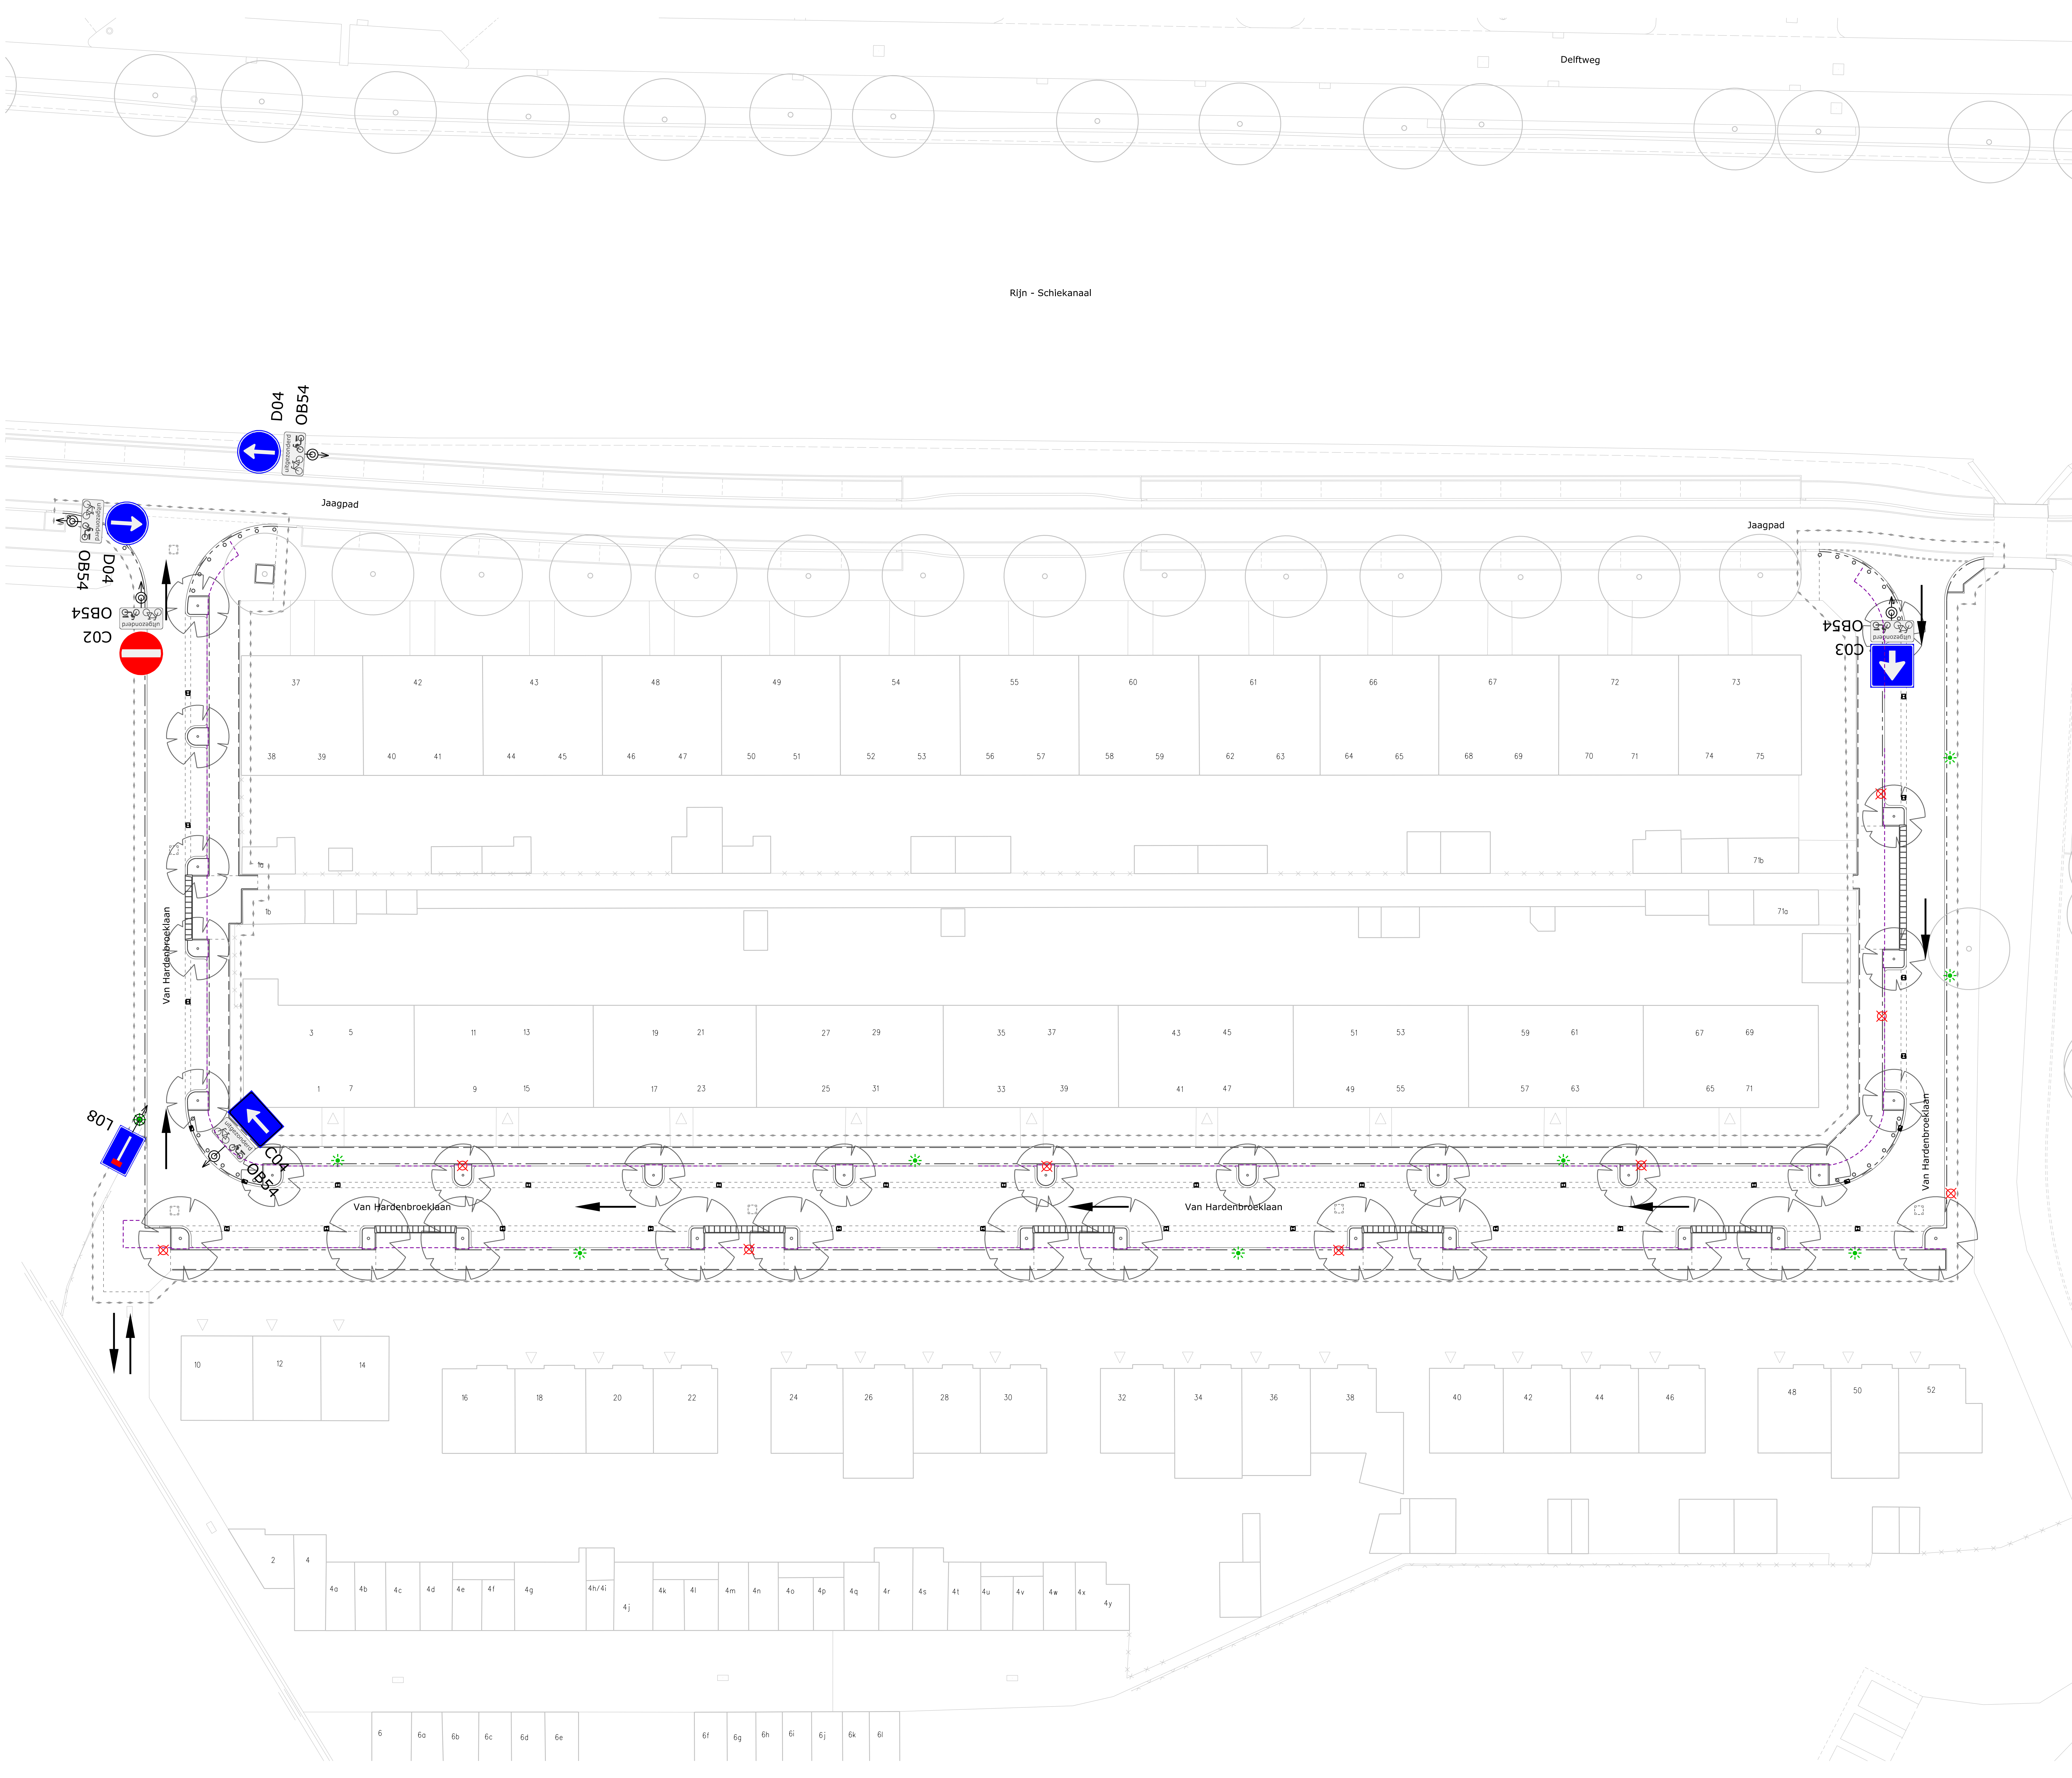 Delftweg
Rijn - Schiekanaal
D04
OB54
uitgezonderd
Jaagpad
uitgezonderd
D04
OB54
Jaagpad
OB54
uitgezonderd
C02
OB54
uitgezonderd
C03
37 42 43 48 49 54 55 60 61 66 67 72 73
38 39 40 41 44 45 46 47 50 51 52 53 56 57 58 59 62 63 64 65 68 69 70 71 74 75
1a
71b
1b
71a
Van Hardenbroeklaan
3 5 11 13 19 21 27 29 35 37 43 45 51 53 59 61 67 69
1 7 9 15 17 23 25 31 33 39 41 47 49 55 57 63 65 71
L08
uitgezonderd
C04
OB54
Van Hardenbroeklaan
Van Hardenbroeklaan
Van Hardenbroeklaan
10 12 14
16 18 20 22 24 26 28 30 32 34 36 38 40 42 44 46 48 50 52
2 4
4a 4b 4c 4d 4e 4f 4g 4h/4i 4j 4k 4l 4m 4n 4o 4p 4q 4r 4s 4t 4u 4v 4w 4x 4y
6 6a 6b 6c 6d 6e 6f 6g 6h 6i 6j 6k 6l